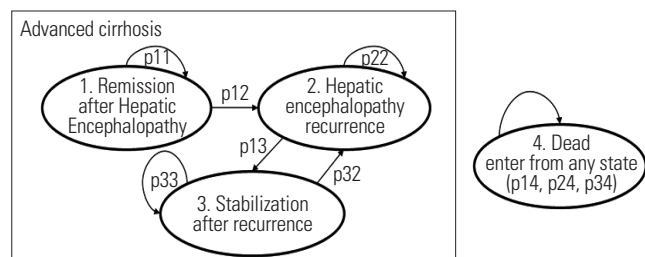 Advanced cirrhosis
p11
1. Remission
after Hepatic
Encephalopathy
p12
p22
2. Hepatic
encephalopathy
recurrence
p13
p32
p33
3. Stabilization
after recurrence
4. Dead
enter from any state
(p14, p24, p34)